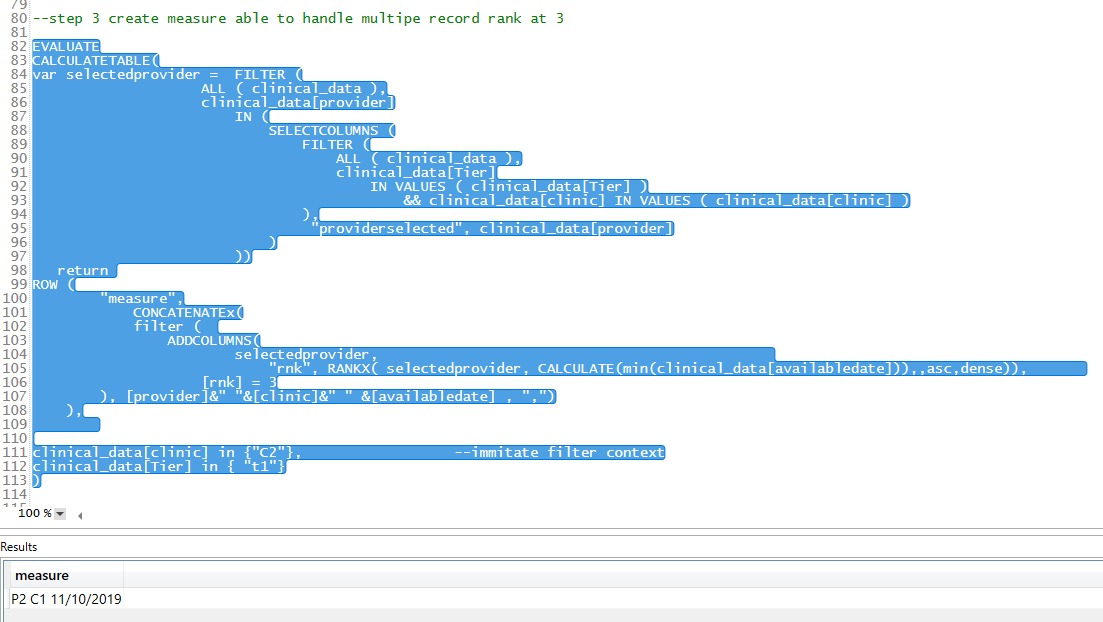 79
80 --step 3 create measure able to handle multipe record rank at 3
81
82 EVALUATE
83 CALCULATETABLE(
84 var selectedprovider =  FILTER (
85 ALL ( clinical_data ),
86 clinical_data[provider]
87 IN (
88 SELECTCOLUMNS (
89 FILTER (
90 ALL ( clinical_data ),
91 clinical_data[Tier]
92 IN VALUES ( clinical_data[Tier] )
93 && clinical_data[clinic] IN VALUES ( clinical_data[clinic] )
94 ),
95 "providerselected", clinical_data[provider]
96 )
97 ))
98 return
99 ROW (
100 "measure",
101 CONCATENATEx(
102 filter (
103 ADDCOLUMNS(
104 selectedprovider,
105 "rnk", RANKX( selectedprovider, CALCULATE(min(clinical_data[availabledate])),,asc,dense)),
106 [rnk] = 3
107 ), [provider]&" "&[clinic]&" " &[availabledate] , ",")
108 ),
109
110
111 clinical_data[clinic] in {"C2"}, --immitate filter context
112 clinical_data[Tier] in { "t1"}
113 )
114
115
100 %
Results
measure
P2 C1 11/10/2019